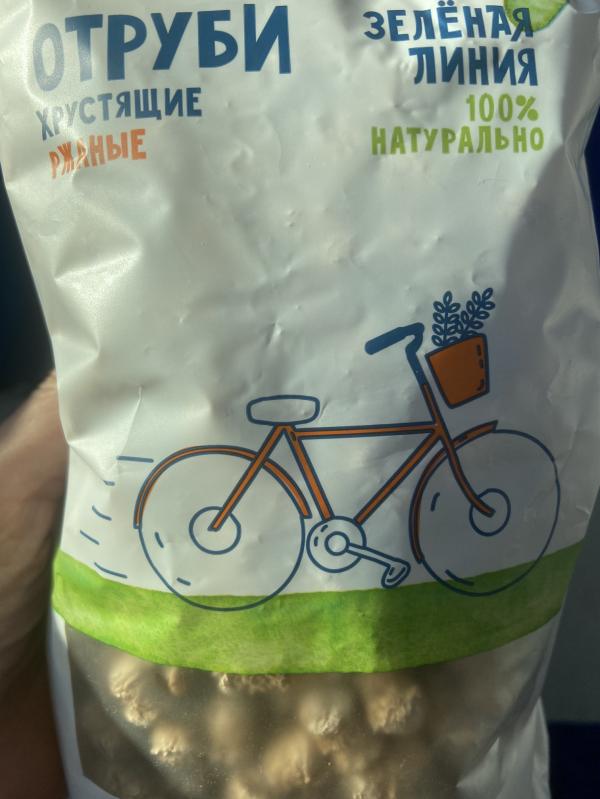 ОТРУБИ
ХРУСТЯЩИЕ
РЖАНЫЕ
ЗЕЛЁНАЯ
ЛИНИЯ
100%
НАТУРАЛЬНО